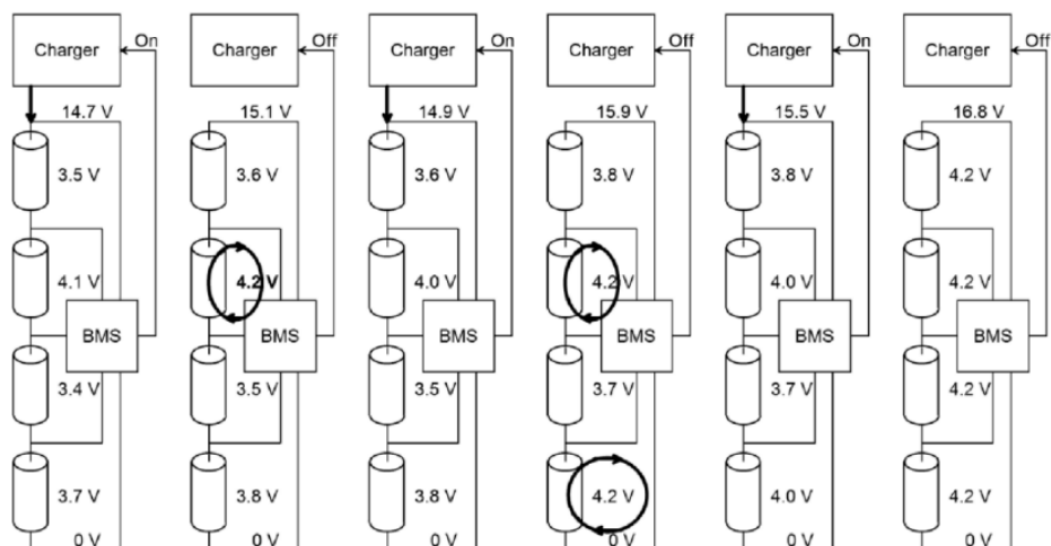 Charger On
14.7 V
3.5 V
4.1 V
BMS
3.4 V
3.7 V
0 V
Charger Off
15.1 V
3.6 V
4.2 V
BMS
3.5 V
3.8 V
0 V
Charger On
14.9 V
3.6 V
4.0 V
BMS
3.5 V
3.8 V
0 V
Charger Off
15.9 V
3.8 V
4.2 V
BMS
3.7 V
4.2 V
0 V
Charger On
15.5 V
3.8 V
4.0 V
BMS
3.7 V
4.0 V
0 V
Charger Off
16.8 V
4.2 V
4.2 V
BMS
4.2 V
4.2 V
0 V